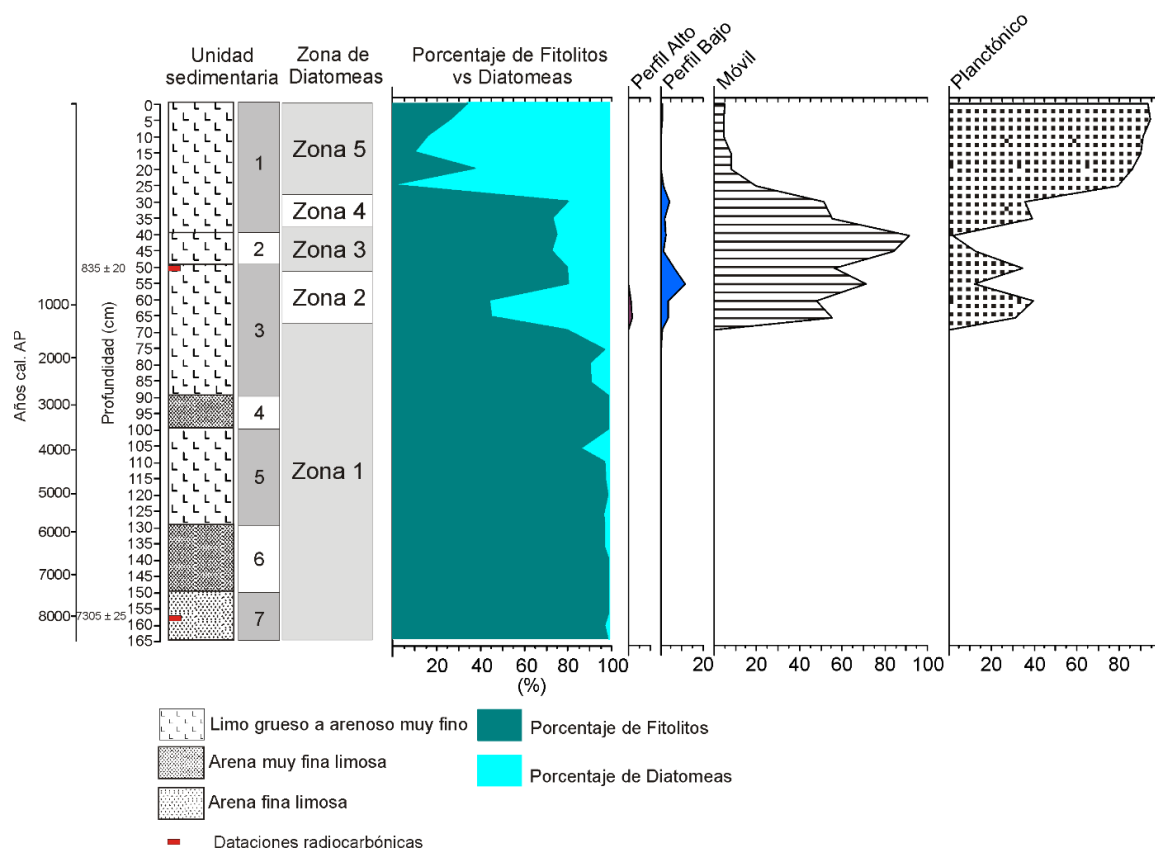 Unidad
sedimentaria
Zona de
Diatomeas
Porcentaje de Fitolitos
vs Diatomeas
Perfil Alto
Perfil Bajo
Móvil
Planctónico
Años cal. AP
1000
2000
3000
4000
5000
6000
7000
8000
835 ± 20
7305 ± 25
Profundidad (cm)
0
5
10
15
20
25
30
35
40
45
50
55
60
65
70
75
80
85
90
95
100
105
110
115
120
125
130
135
140
145
150
155
160
165
1
2
3
4
5
6
7
Zona 5
Zona 4
Zona 3
Zona 2
Zona 1
20 40 60 80 100
(%)
20
20 40 60 80 100
20 40 60 80
Limo grueso a arenoso muy fino
Arena muy fina limosa
Arena fina limosa
Dataciones radiocarbónicas
Porcentaje de Fitolitos
Porcentaje de Diatomeas